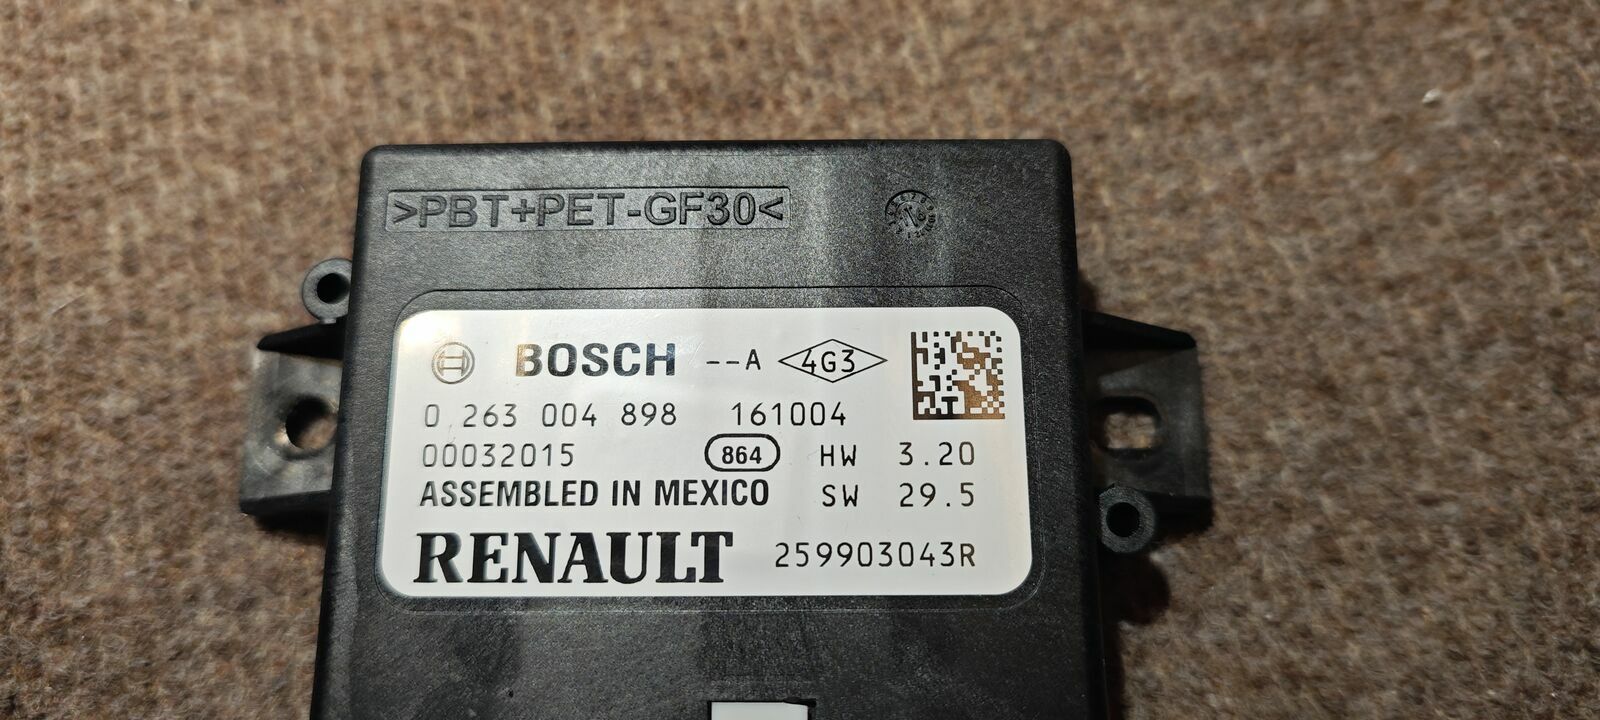 >PBT+PET-GF30<
BOSCH --A 4G3
0 263 004 898 161004
00032015 864 HW 3.20
ASSEMBLED IN MEXICO SW 29.5
RENAULT 259903043R